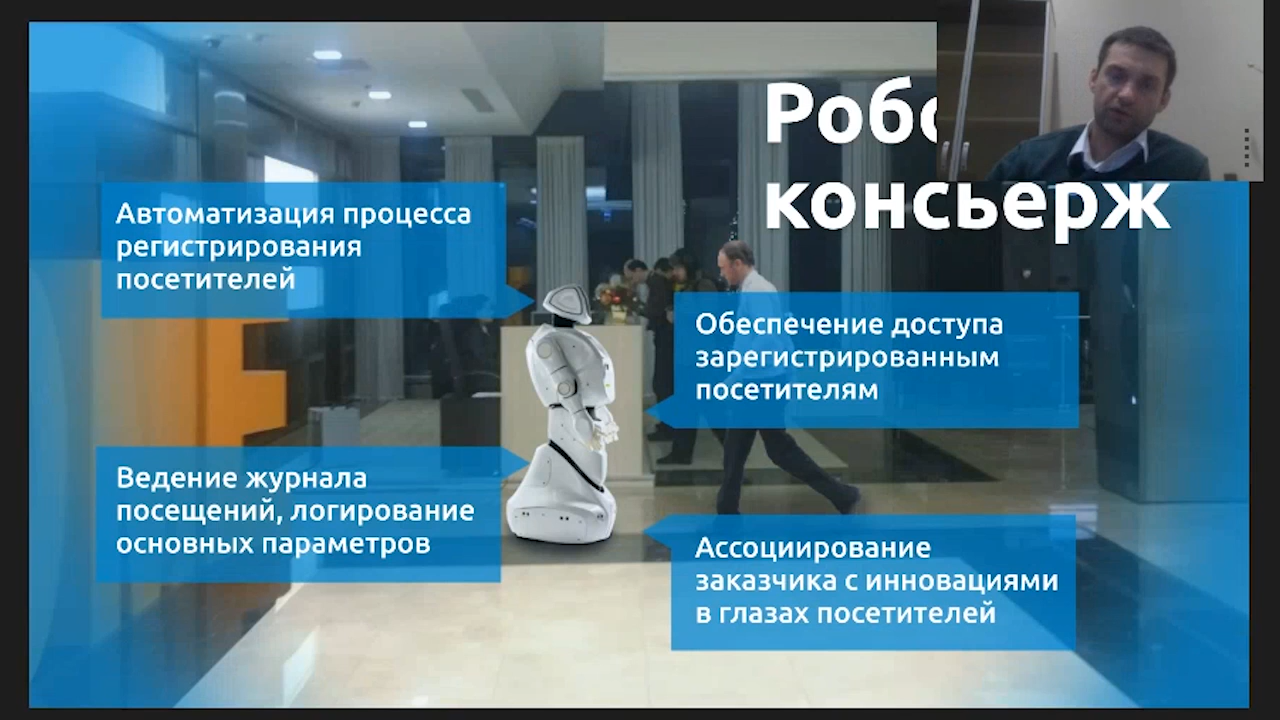 консьерж
Автоматизация процесса
регистрирования
посетителей
Обеспечение доступа
зарегистрированным
посетителям
Ведение журнала
посещений, логирование
основных параметров
Ассоциирование
заказчика с инновациями
в глазах посетителей